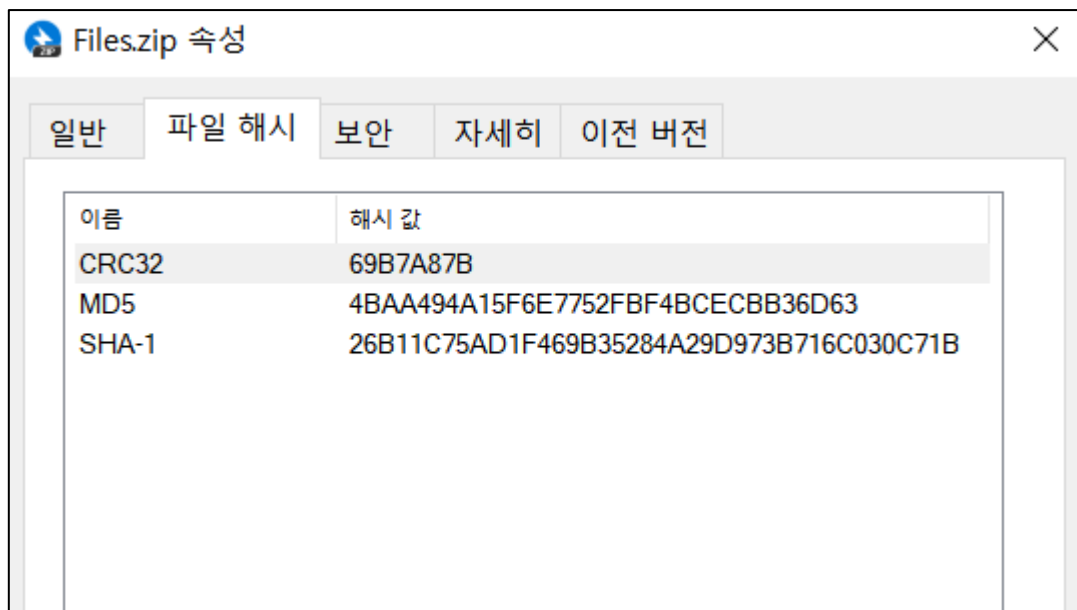 Files.zip 속성
일반 파일 해시 보안 자세히 이전 버전
이름 해시 값
CRC32 69B7A87B
MD5 4BAA494A15F6E7752FBF4BCECBB36D63
SHA-1 26B11C75AD1F469B35284A29D973B716C030C71B